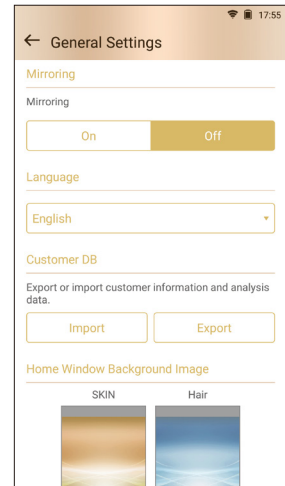 17:55
General Settings
Mirroring
Mirroring
On Off
Language
English
Customer DB
Export or import customer information and analysis
data.
Import Export
Home Window Background Image
SKIN Hair